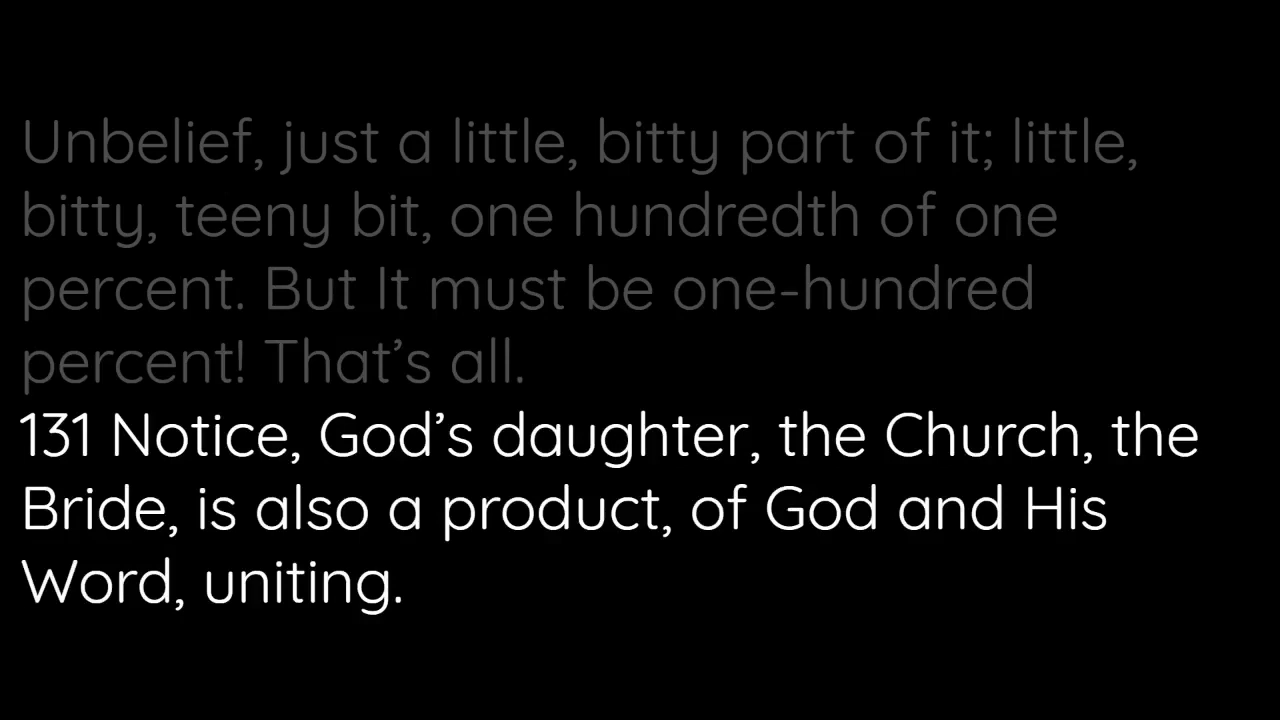 Unbelief, just a little, bitty part of it; little,
bitty, teeny bit, one hundredth of one
percent. But It must be one-hundred
percent! That’s all.
131 Notice, God’s daughter, the Church, the
Bride, is also a product, of God and His
Word, uniting.